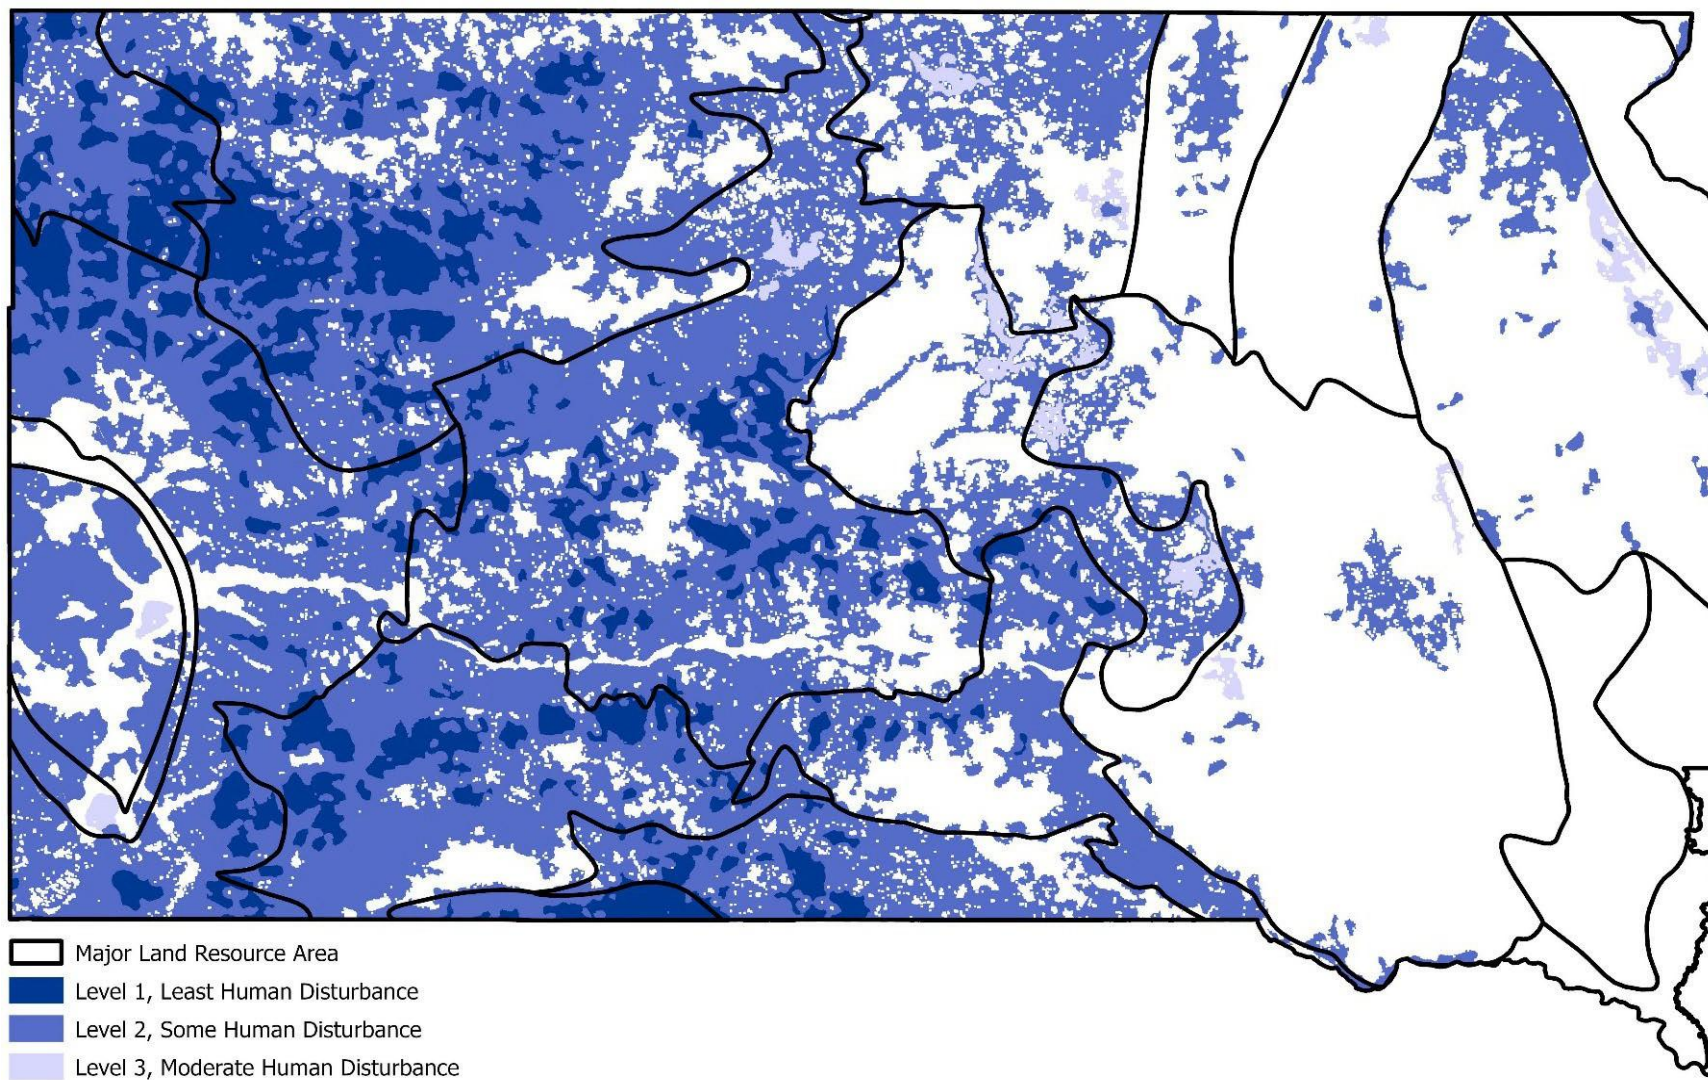 Major Land Resource Area
Level 1, Least Human Disturbance
Level 2, Some Human Disturbance
Level 3, Moderate Human Disturbance